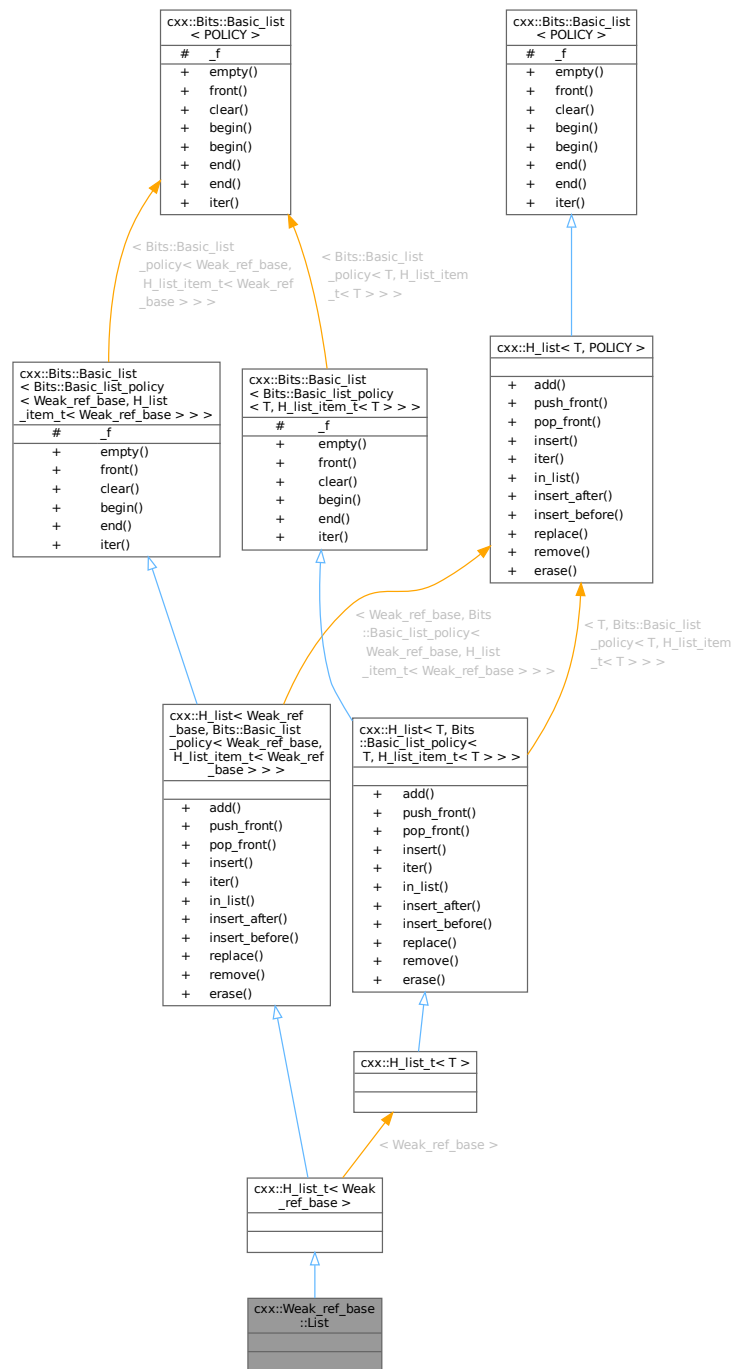 cxx::Bits::Basic_list
< POLICY >
# _f
+ empty()
+ front()
+ clear()
+ begin()
+ begin()
+ end()
+ end()
+ iter()
cxx::Bits::Basic_list
< POLICY >
# _f
+ empty()
+ front()
+ clear()
+ begin()
+ begin()
+ end()
+ end()
+ iter()
< Bits::Basic_list
_policy< Weak_ref_base,
H_list_item_t< Weak_ref
_base > > >
< Bits::Basic_list
_policy< T, H_list_item
_t< T > > >
cxx::Bits::Basic_list
< Bits::Basic_list_policy
< Weak_ref_base, H_list
_item_t< Weak_ref_base > > >
# _f
+ empty()
+ front()
+ clear()
+ begin()
+ end()
+ iter()
cxx::Bits::Basic_list
< Bits::Basic_list_policy
< T, H_list_item_t< T > > >
# _f
+ empty()
+ front()
+ clear()
+ begin()
+ end()
+ iter()
cxx::H_list< T, POLICY >
+ add()
+ push_front()
+ pop_front()
+ insert()
+ iter()
+ in_list()
+ insert_after()
+ insert_before()
+ replace()
+ remove()
+ erase()
< Weak_ref_base, Bits
::Basic_list_policy<
Weak_ref_base, H_list
_item_t< Weak_ref_base > > >
< T, Bits::Basic_list
_policy< T, H_list_item
_t< T > > >
cxx::H_list< Weak_ref
_base, Bits::Basic_list
_policy< Weak_ref_base,
H_list_item_t< Weak_ref
_base > > >
+ add()
+ push_front()
+ pop_front()
+ insert()
+ iter()
+ in_list()
+ insert_after()
+ insert_before()
+ replace()
+ remove()
+ erase()
cxx::H_list< T, Bits
::Basic_list_policy<
T, H_list_item_t< T > > >
+ add()
+ push_front()
+ pop_front()
+ insert()
+ iter()
+ in_list()
+ insert_after()
+ insert_before()
+ replace()
+ remove()
+ erase()
cxx::H_list_t< T >
< Weak_ref_base >
cxx::H_list_t< Weak
_ref_base >
cxx::Weak_ref_base
::List